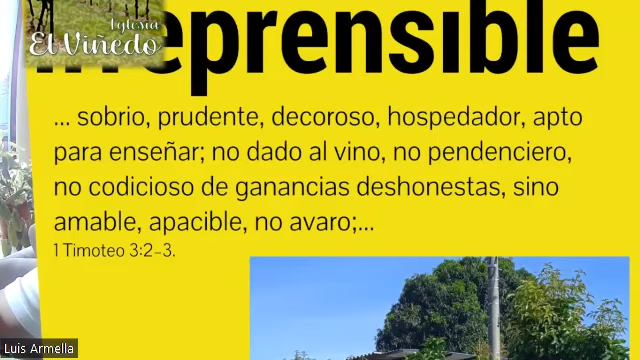 Iglesia
El Viñedo
Irreprensible
... sobrio, prudente, decoroso, hospedador, apto
para enseñar; no dado al vino, no pendenciero,
no codicioso de ganancias deshonestas, sino
amable, apacible, no avaro;...
1 Timoteo 3:2-3.
Luis Armella